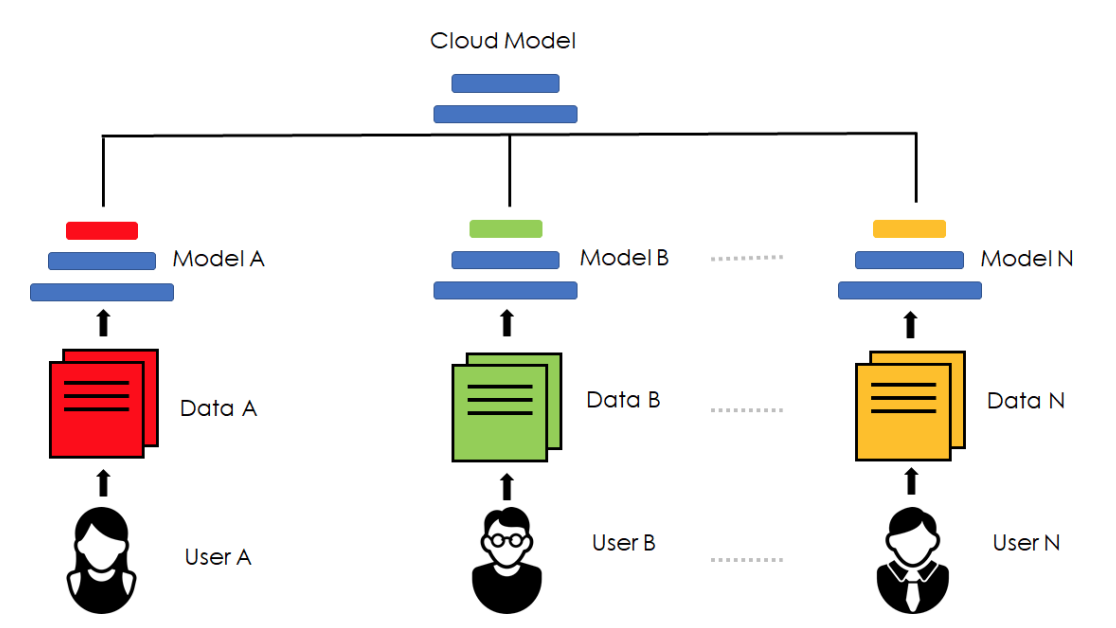 Cloud Model
Model A
Model B
Model N
Data A
Data B
Data N
User A
User B
User N